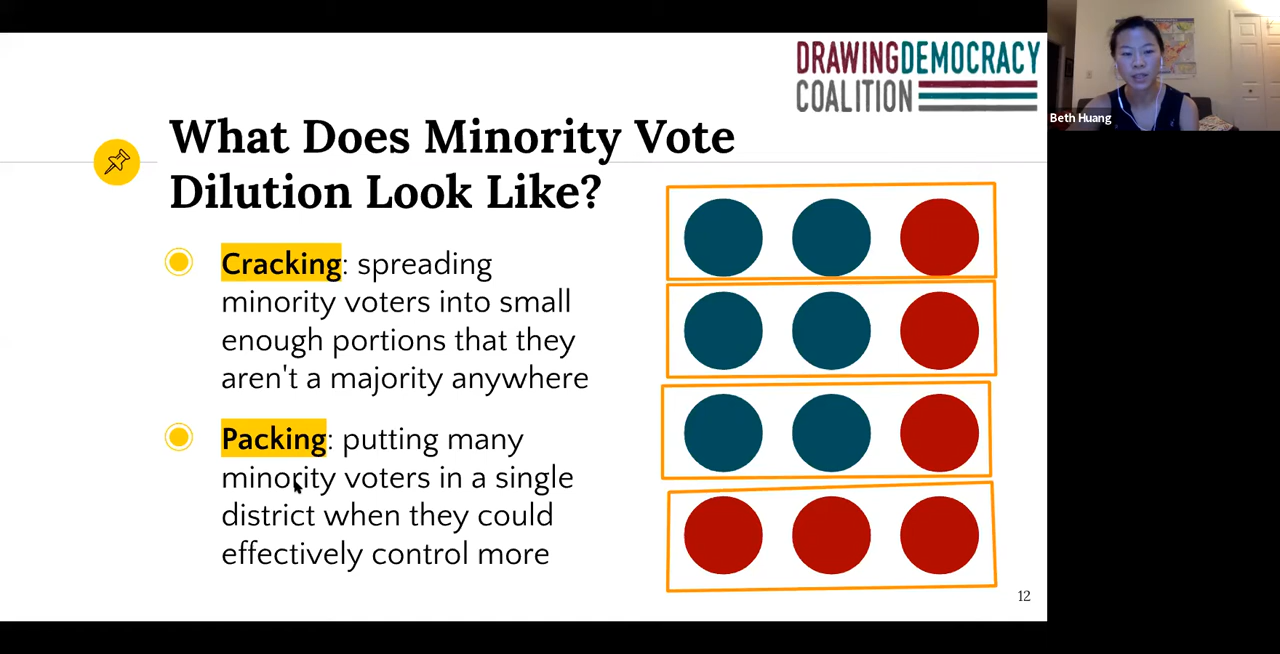 DRAWINGDEMOCRACY
COALITION
Beth Huang
What Does Minority Vote
Dilution Look Like?
Cracking: spreading
minority voters into small
enough portions that they
aren't a majority anywhere
Packing: putting many
minority voters in a single
district when they could
effectively control more
12